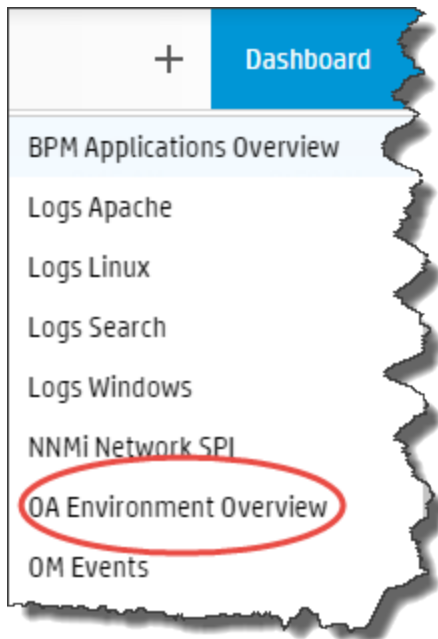 + Dashboard
BPM Applications Overview
Logs Apache
Logs Linux
Logs Search
Logs Windows
NNMi Network SPI
OA Environment Overview
OM Events